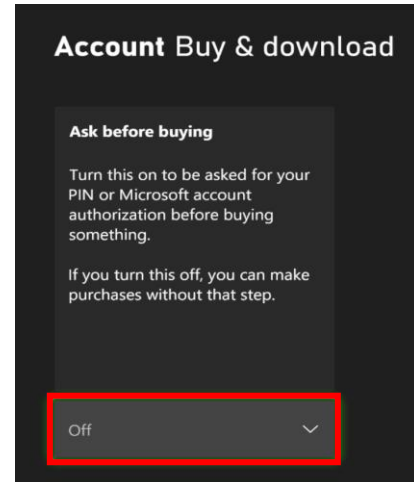 Account Buy & download
Ask before buying
Turn this on to be asked for your
PIN or Microsoft account
authorization before buying
something.
If you turn this off, you can make
purchases without that step.
Off